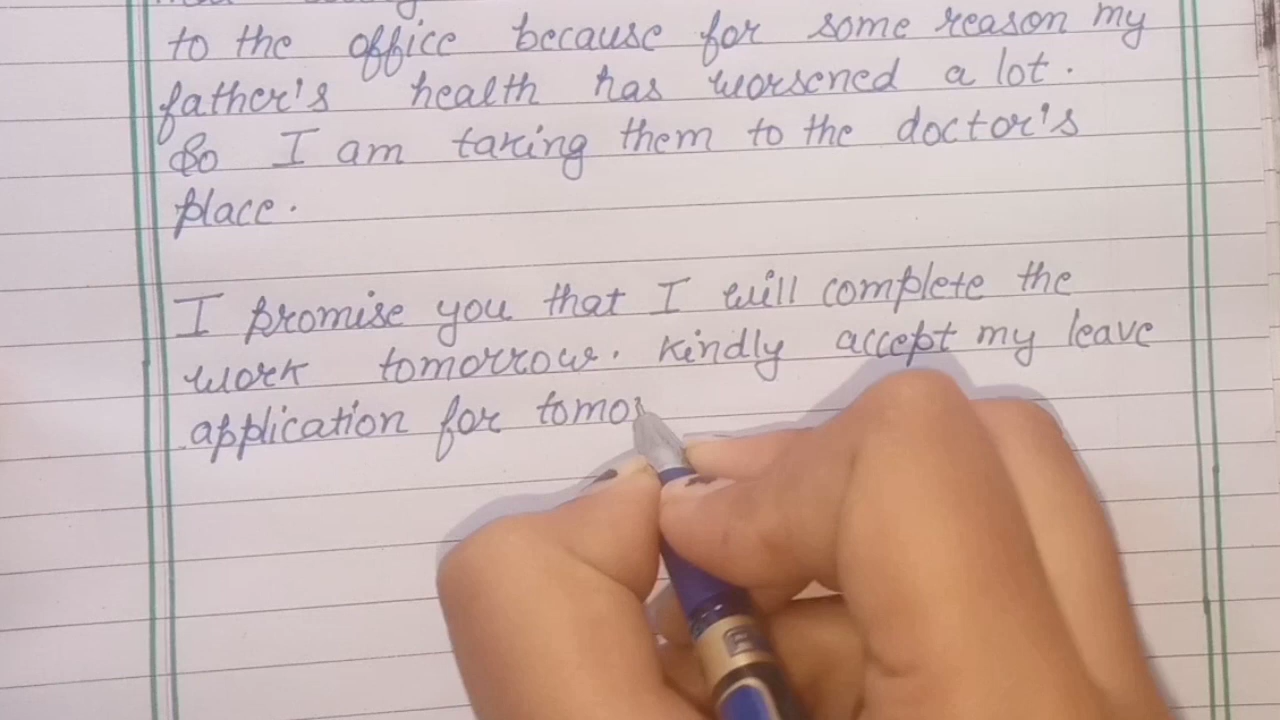 to the office because for some reason my
father's health has worsened a lot.
So I am taking them to the doctor's
place.
I promise you that I will complete the
work tomorrow. Kindly accept my leave
application for tomo